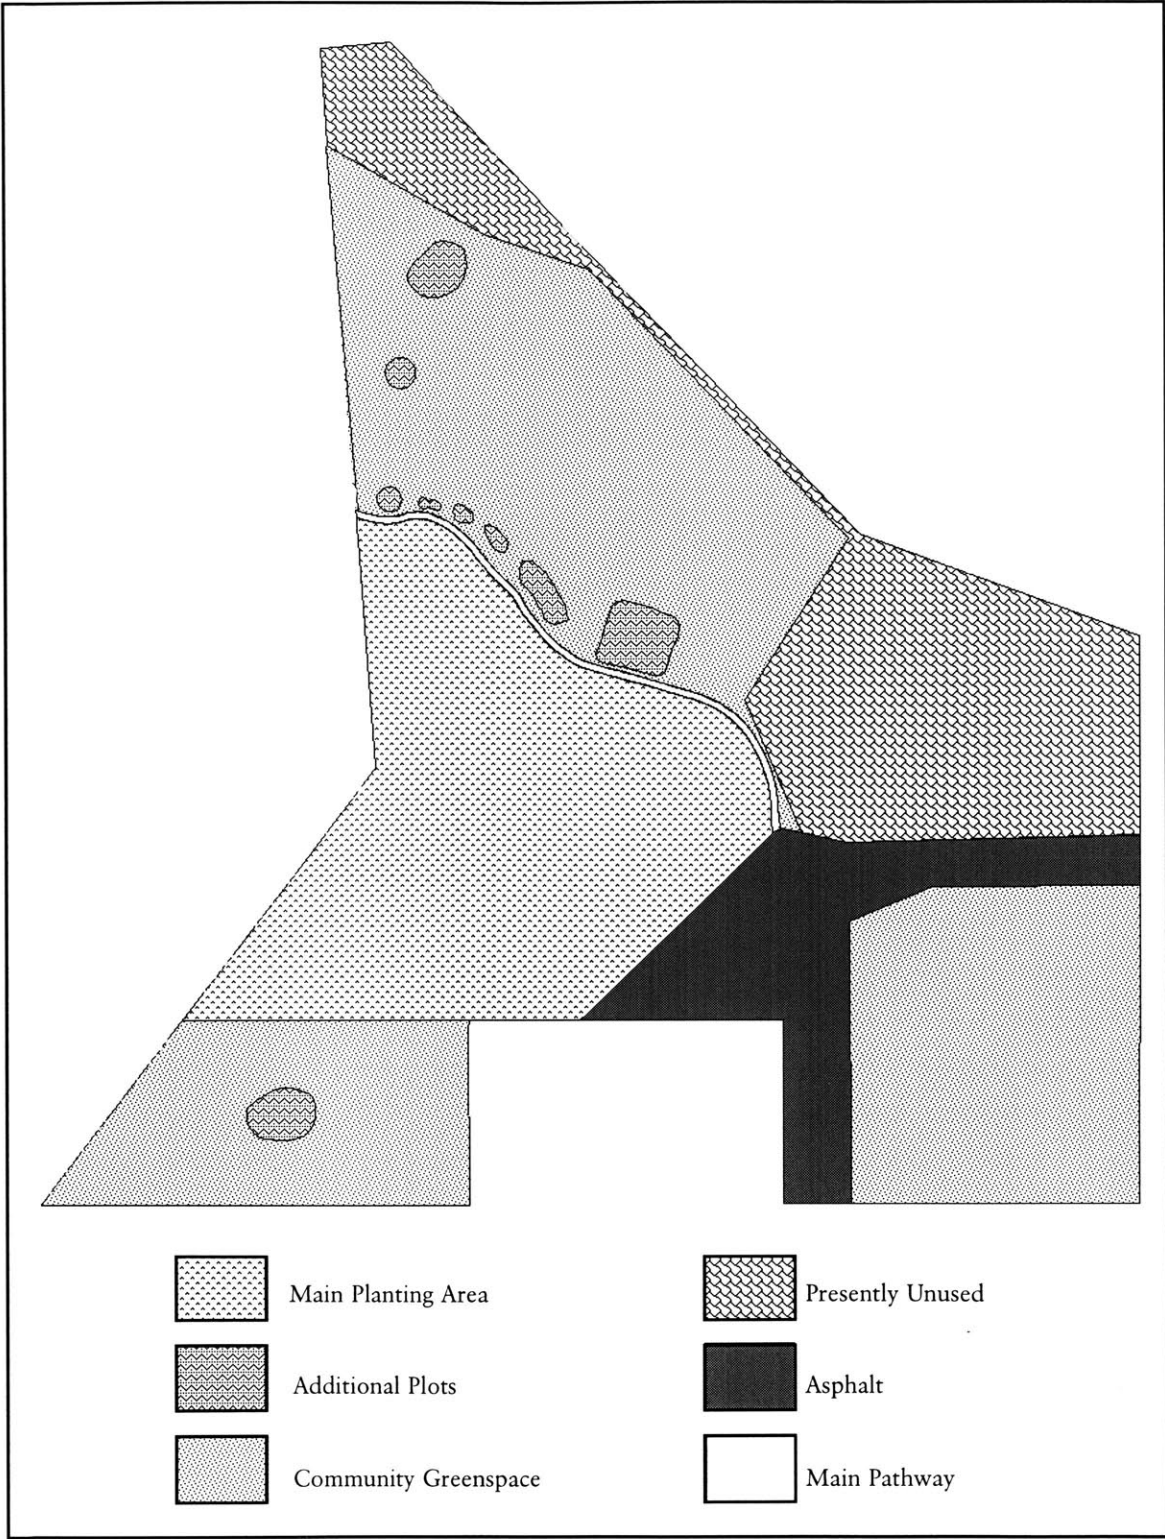 Main Planting Area
Additional Plots
Community Greenspace
Presently Unused
Asphalt
Main Pathway